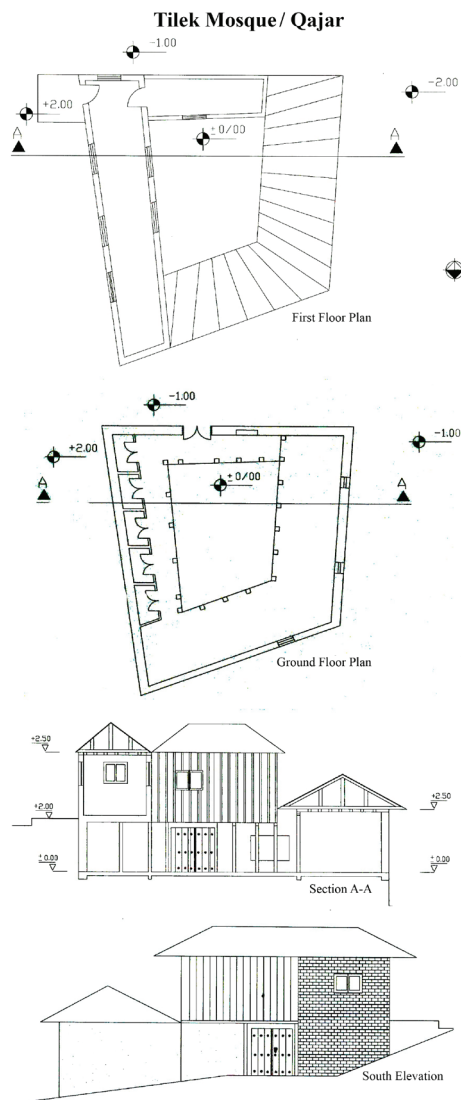 Tilek Mosque / Qajar
-1.00
-2.00
+2.00
±0/00
A
A
First Floor Plan
-1.00
-1.00
+2.00
±0/00
A
A
Ground Floor Plan
+2.50
+2.00
+2.50
±0.00
±0.00
Section A-A
South Elevation